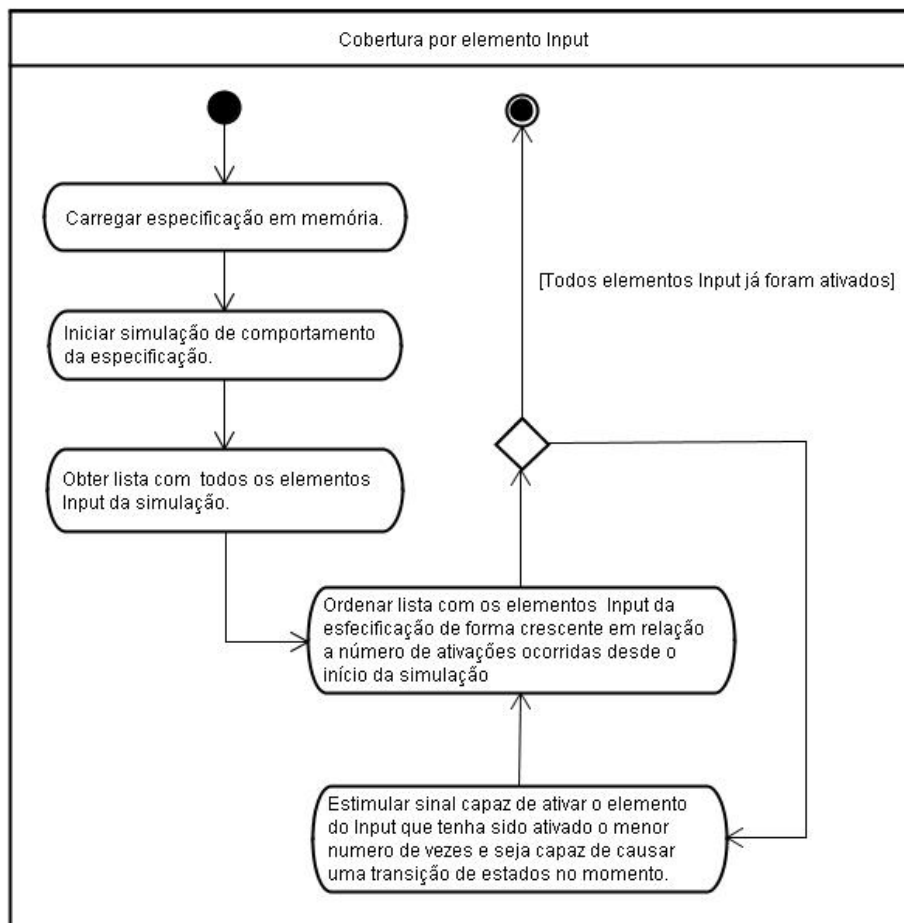 Cobertura por elemento Input
Carregar especificação em memória.
Iniciar simulação de comportamento
da especificação.
Obter lista com todos os elementos
Input da simulação.
[Todos elementos Input já foram ativados]
Ordenar lista com os elementos Input da
esfecificação de forma crescente em relação
a número de ativações ocorridas desde o
início da simulação
Estimular sinal capaz de ativar o elemento
do Input que tenha sido ativado o menor
numero de vezes e seja capaz de causar
uma transição de estados no momento.